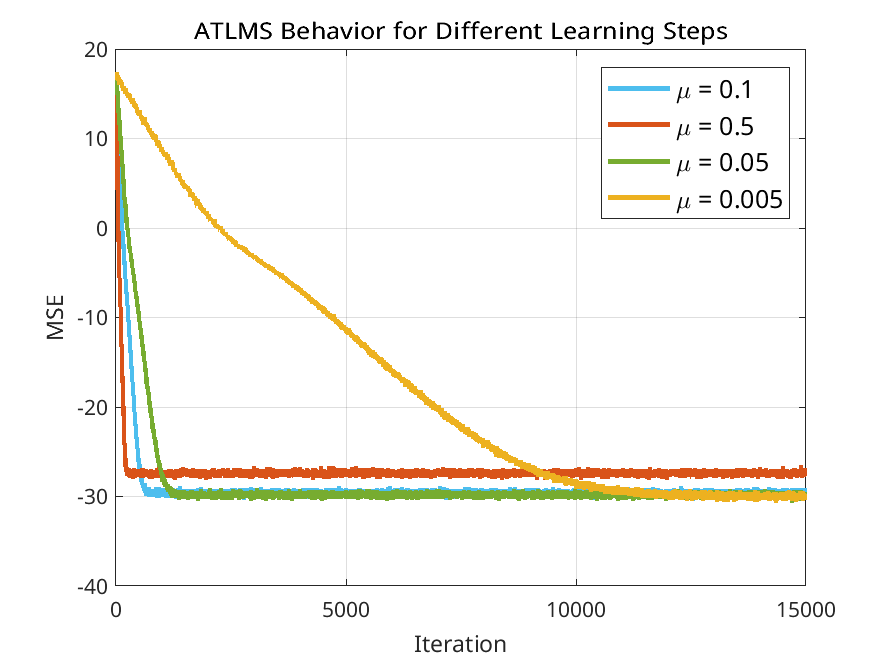 ATLMS Behavior for Different Learning Steps
20
10
0
-10
-20
-30
-40
MSE
μ = 0.1
μ = 0.5
μ = 0.05
μ = 0.005
0 5000 10000 15000
Iteration